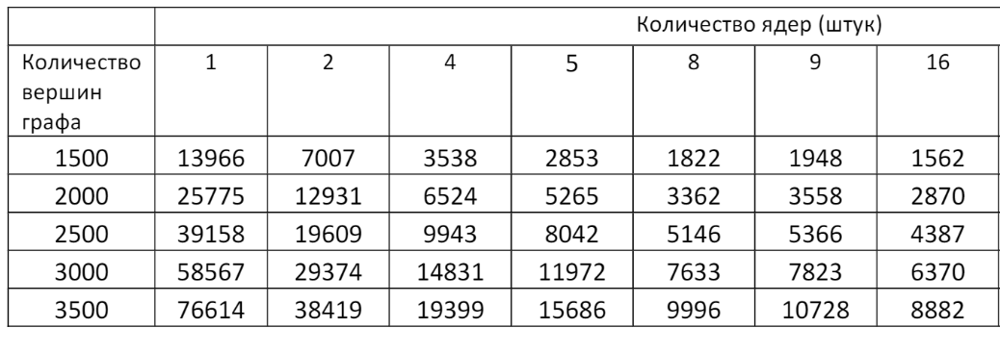 Количество ядер (штук)
Количество вершин графа 1 2 4 5 8 9 16
1500 13966 7007 3538 2853 1822 1948 1562
2000 25775 12931 6524 5265 3362 3558 2870
2500 39158 19609 9943 8042 5146 5366 4387
3000 58567 29374 14831 11972 7633 7823 6370
3500 76614 38419 19399 15686 9996 10728 8882